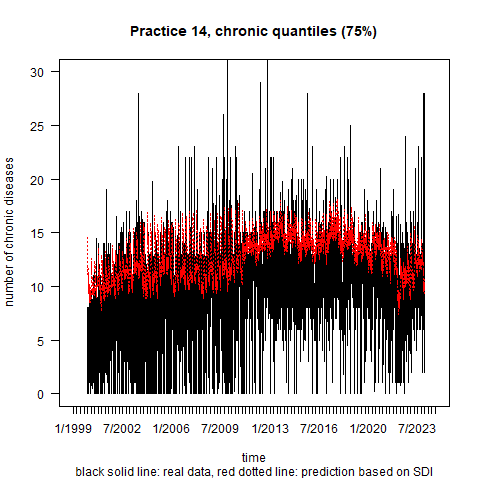 Practice 14, chronic quantiles (75%)
number of chronic diseases
30
25
20
15
10
5
0
1/1999 7/2002 1/2006 7/2009 1/2013 7/2016 1/2020 7/2023
time
black solid line: real data, red dotted line: prediction based on SDI